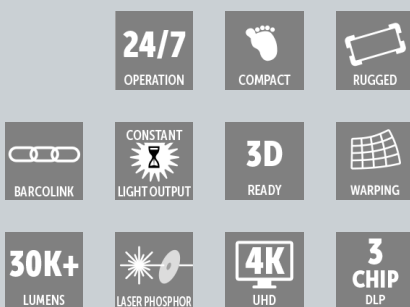 24/7
OPERATION
COMPACT
RUGGED
BARCOLINK
CONSTANT
LIGHT OUTPUT
3D
READY
WARPING
30K+
LUMENS
LASER PHOSPHOR
4K
UHD
3
CHIP
DLP